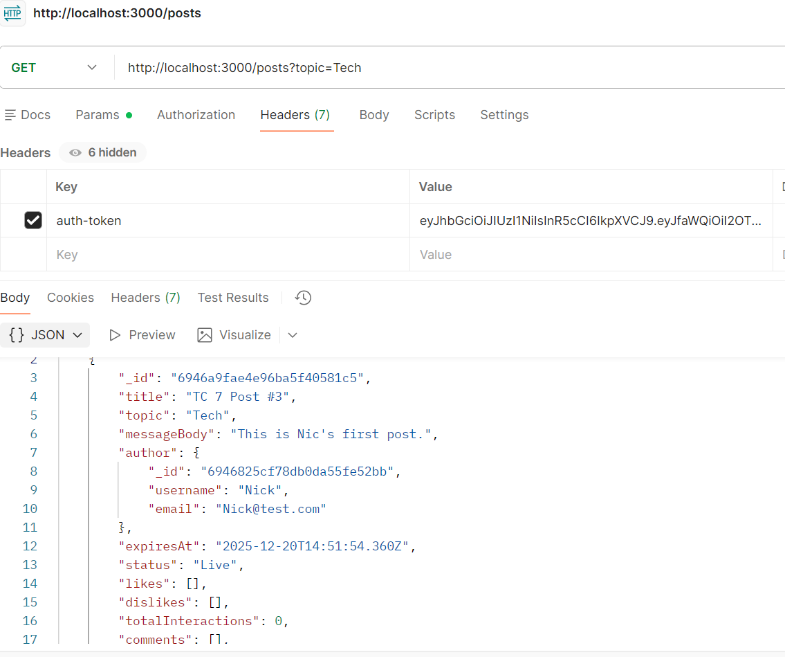 HTTP http://localhost:3000/posts
GET http://localhost:3000/posts?topic=Tech
Docs Params Authorization Headers (7) Body Scripts Settings
Headers 6 hidden
Key Value D
auth-token eyJhbGciOiJIUzI1NiIsInR5cCI6IkpXVCJ9.eyJfaWQiOiI2OT...
Key Value D
Body Cookies Headers (7) Test Results
{} JSON Preview Visualize
2 {
3 "_id": "6946a9fae4e96ba5f40581c5",
4 "title": "TC 7 Post #3",
5 "topic": "Tech",
6 "messageBody": "This is Nic's first post.",
7 "author": {
8 "_id": "6946825cf78db0da55fe52bb",
9 "username": "Nick",
10 "email": "Nick@test.com"
11 },
12 "expiresAt": "2025-12-20T14:51:54.360Z",
13 "status": "Live",
14 "likes": [],
15 "dislikes": [],
16 "totalInteractions": 0,
17 "comments": [],